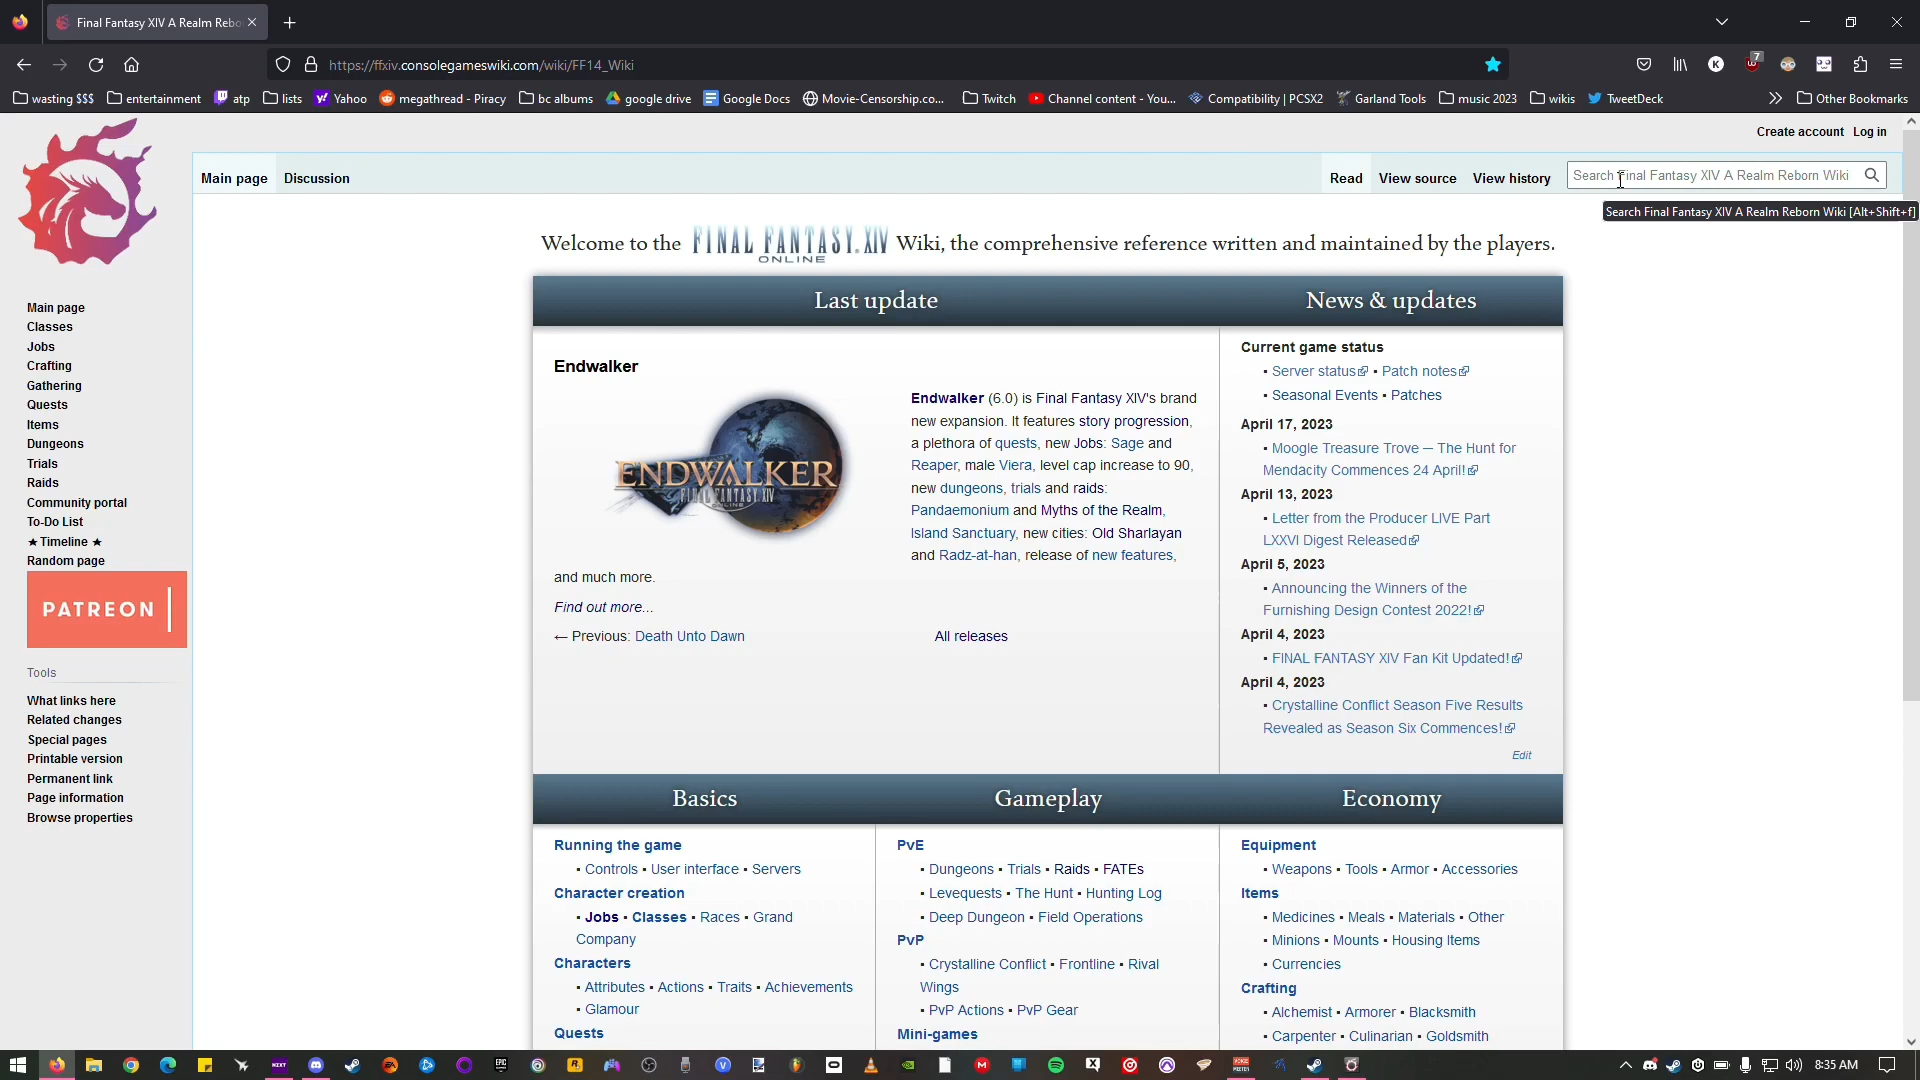 Final Fantasy XIV A Realm Rebo
https://ffxiv.consolegameswiki.com/wiki/FF14_Wiki
7
wasting $$$ entertainment atp lists Yahoo megathread - Piracy bc albums google drive Google Docs Movie-Censorship.co... Twitch Channel content - You... Compatibility | PCSX2 Garland Tools music 2023 wikis TweetDeck Other Bookmarks
Create account Log in
Main page Discussion Read View source View history Search Final Fantasy XIV A Realm Reborn Wiki
Search Final Fantasy XIV A Realm Reborn Wiki [Alt+Shift+f]
Welcome to the FINAL FANTASY XIV ONLINE Wiki, the comprehensive reference written and maintained by the players.
Main page
Classes
Jobs
Crafting
Gathering
Quests
Items
Dungeons
Trials
Raids
Community portal
To-Do List
★ Timeline ★
Random page
PATREON
Tools
What links here
Related changes
Special pages
Printable version
Permanent link
Page information
Browse properties
Last update
Endwalker
ENDWALKER
FINAL FANTASY XIV
ONLINE
Endwalker (6.0) is Final Fantasy XIV's brand
new expansion. It features story progression,
a plethora of quests, new Jobs: Sage and
Reaper, male Viera, level cap increase to 90,
new dungeons, trials and raids:
Pandaemonium and Myths of the Realm,
Island Sanctuary, new cities: Old Sharlayan
and Radz-at-han, release of new features,
and much more.
Find out more...
← Previous: Death Unto Dawn All releases
News & updates
Current game status
▪ Server status ▪ Patch notes
▪ Seasonal Events ▪ Patches
April 17, 2023
▪ Moogle Treasure Trove — The Hunt for
Mendacity Commences 24 April!
April 13, 2023
▪ Letter from the Producer LIVE Part
LXXVI Digest Released
April 5, 2023
▪ Announcing the Winners of the
Furnishing Design Contest 2022!
April 4, 2023
▪ FINAL FANTASY XIV Fan Kit Updated!
April 4, 2023
▪ Crystalline Conflict Season Five Results
Revealed as Season Six Commences!
Edit
Basics
Running the game
▪ Controls ▪ User interface ▪ Servers
Character creation
▪ Jobs ▪ Classes ▪ Races ▪ Grand
Company
Characters
▪ Attributes ▪ Actions ▪ Traits ▪ Achievements
▪ Glamour
Quests
Gameplay
PvE
▪ Dungeons ▪ Trials ▪ Raids ▪ FATEs
▪ Levequests ▪ The Hunt ▪ Hunting Log
▪ Deep Dungeon ▪ Field Operations
PvP
▪ Crystalline Conflict ▪ Frontline ▪ Rival
Wings
▪ PvP Actions ▪ PvP Gear
Mini-games
Economy
Equipment
▪ Weapons ▪ Tools ▪ Armor ▪ Accessories
Items
▪ Medicines ▪ Meals ▪ Materials ▪ Other
▪ Minions ▪ Mounts ▪ Housing Items
▪ Currencies
Crafting
▪ Alchemist ▪ Armorer ▪ Blacksmith
▪ Carpenter ▪ Culinarian ▪ Goldsmith
8:35 AM